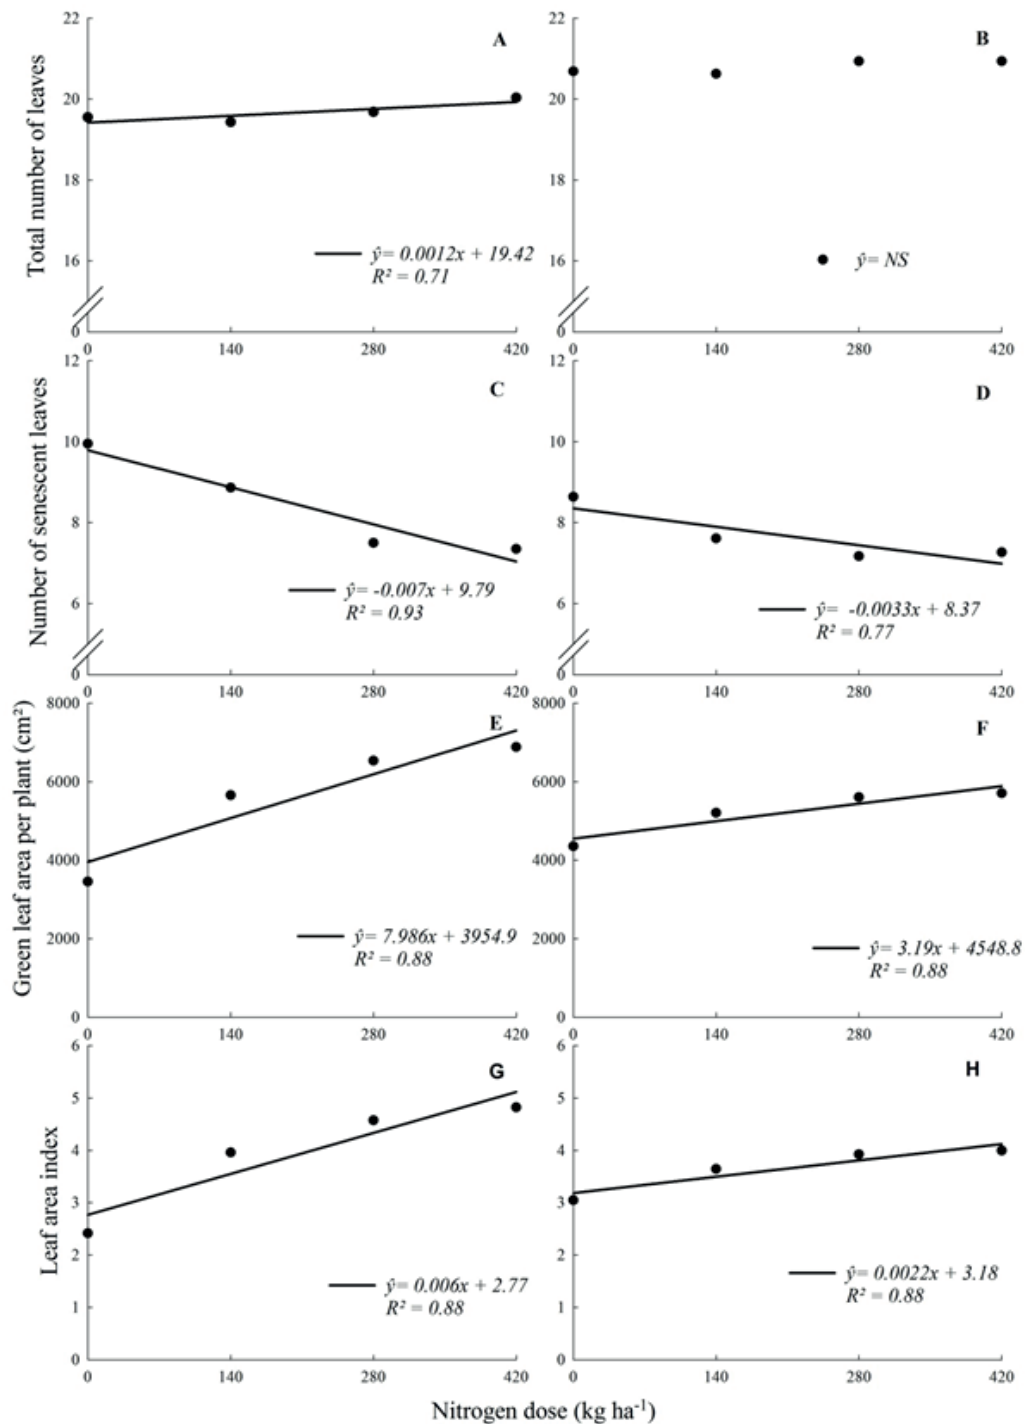 Total number of leaves
22
20
18
16
0
A
ŷ= 0.0012x + 19.42
R² = 0.71
0 140 280 420
22
20
18
16
0
B
ŷ= NS
0 140 280 420
Number of senescent leaves
12
10
8
6
0
C
ŷ= -0.007x + 9.79
R² = 0.93
0 140 280 420
12
10
8
6
0
D
ŷ= -0.0033x + 8.37
R² = 0.77
0 140 280 420
Green leaf area per plant (cm²)
8000
6000
4000
2000
0
E
ŷ= 7.986x + 3954.9
R² = 0.88
0 140 280 420
8000
6000
4000
2000
0
F
ŷ= 3.19x + 4548.8
R² = 0.88
0 140 280 420
Leaf area index
6
5
4
3
2
1
0
G
ŷ= 0.006x + 2.77
R² = 0.88
0 140 280 420
6
5
4
3
2
1
0
H
ŷ= 0.0022x + 3.18
R² = 0.88
0 140 280 420
Nitrogen dose (kg ha⁻¹)